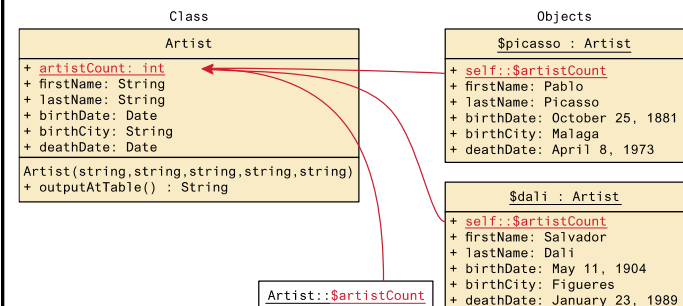 Class
Artist
+ artistCount: int
+ firstName: String
+ lastName: String
+ birthDate: Date
+ birthCity: String
+ deathDate: Date
Artist(string,string,string,string,string)
+ outputAtTable() : String
Objects
$picasso : Artist
+ self::$artistCount
+ firstName: Pablo
+ lastName: Picasso
+ birthDate: October 25, 1881
+ birthCity: Malaga
+ deathDate: April 8, 1973
$dali : Artist
+ self::$artistCount
+ firstName: Salvador
+ lastName: Dali
+ birthDate: May 11, 1904
+ birthCity: Figueres
+ deathDate: January 23, 1989
Artist::$artistCount